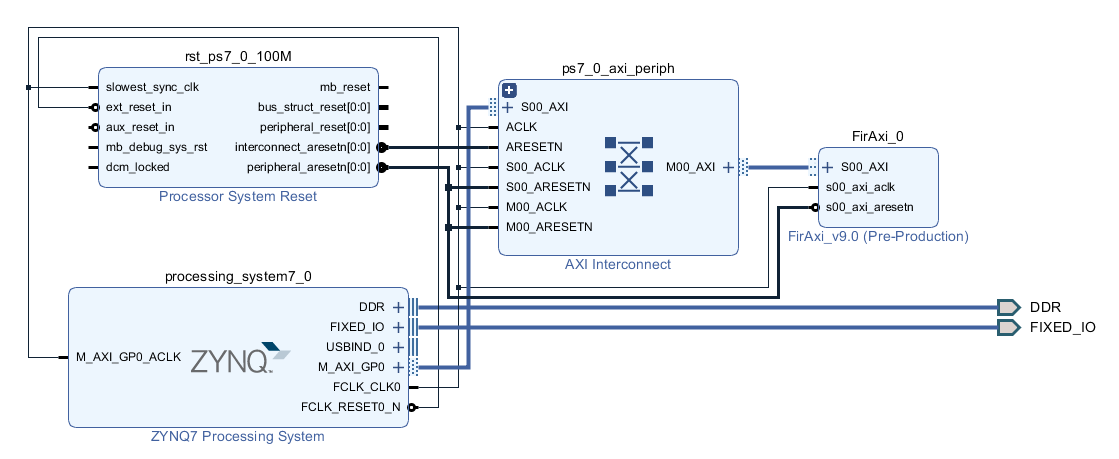 rst_ps7_0_100M
slowest_sync_clk
ext_reset_in
aux_reset_in
mb_debug_sys_rst
dcm_locked
mb_reset
bus_struct_reset[0:0]
peripheral_reset[0:0]
interconnect_aresetn[0:0]
peripheral_aresetn[0:0]
Processor System Reset
ps7_0_axi_periph
S00_AXI
ACLK
ARESETN
S00_ACLK
S00_ARESETN
M00_ACLK
M00_ARESETN
M00_AXI
AXI Interconnect
FirAxi_0
S00_AXI
s00_axi_aclk
s00_axi_aresetn
FirAxi_v9.0 (Pre-Production)
processing_system7_0
M_AXI_GP0_ACLK
ZYNQ
DDR
FIXED_IO
USBIND_0
M_AXI_GP0
FCLK_CLK0
FCLK_RESET0_N
ZYNQ7 Processing System
DDR
FIXED_IO